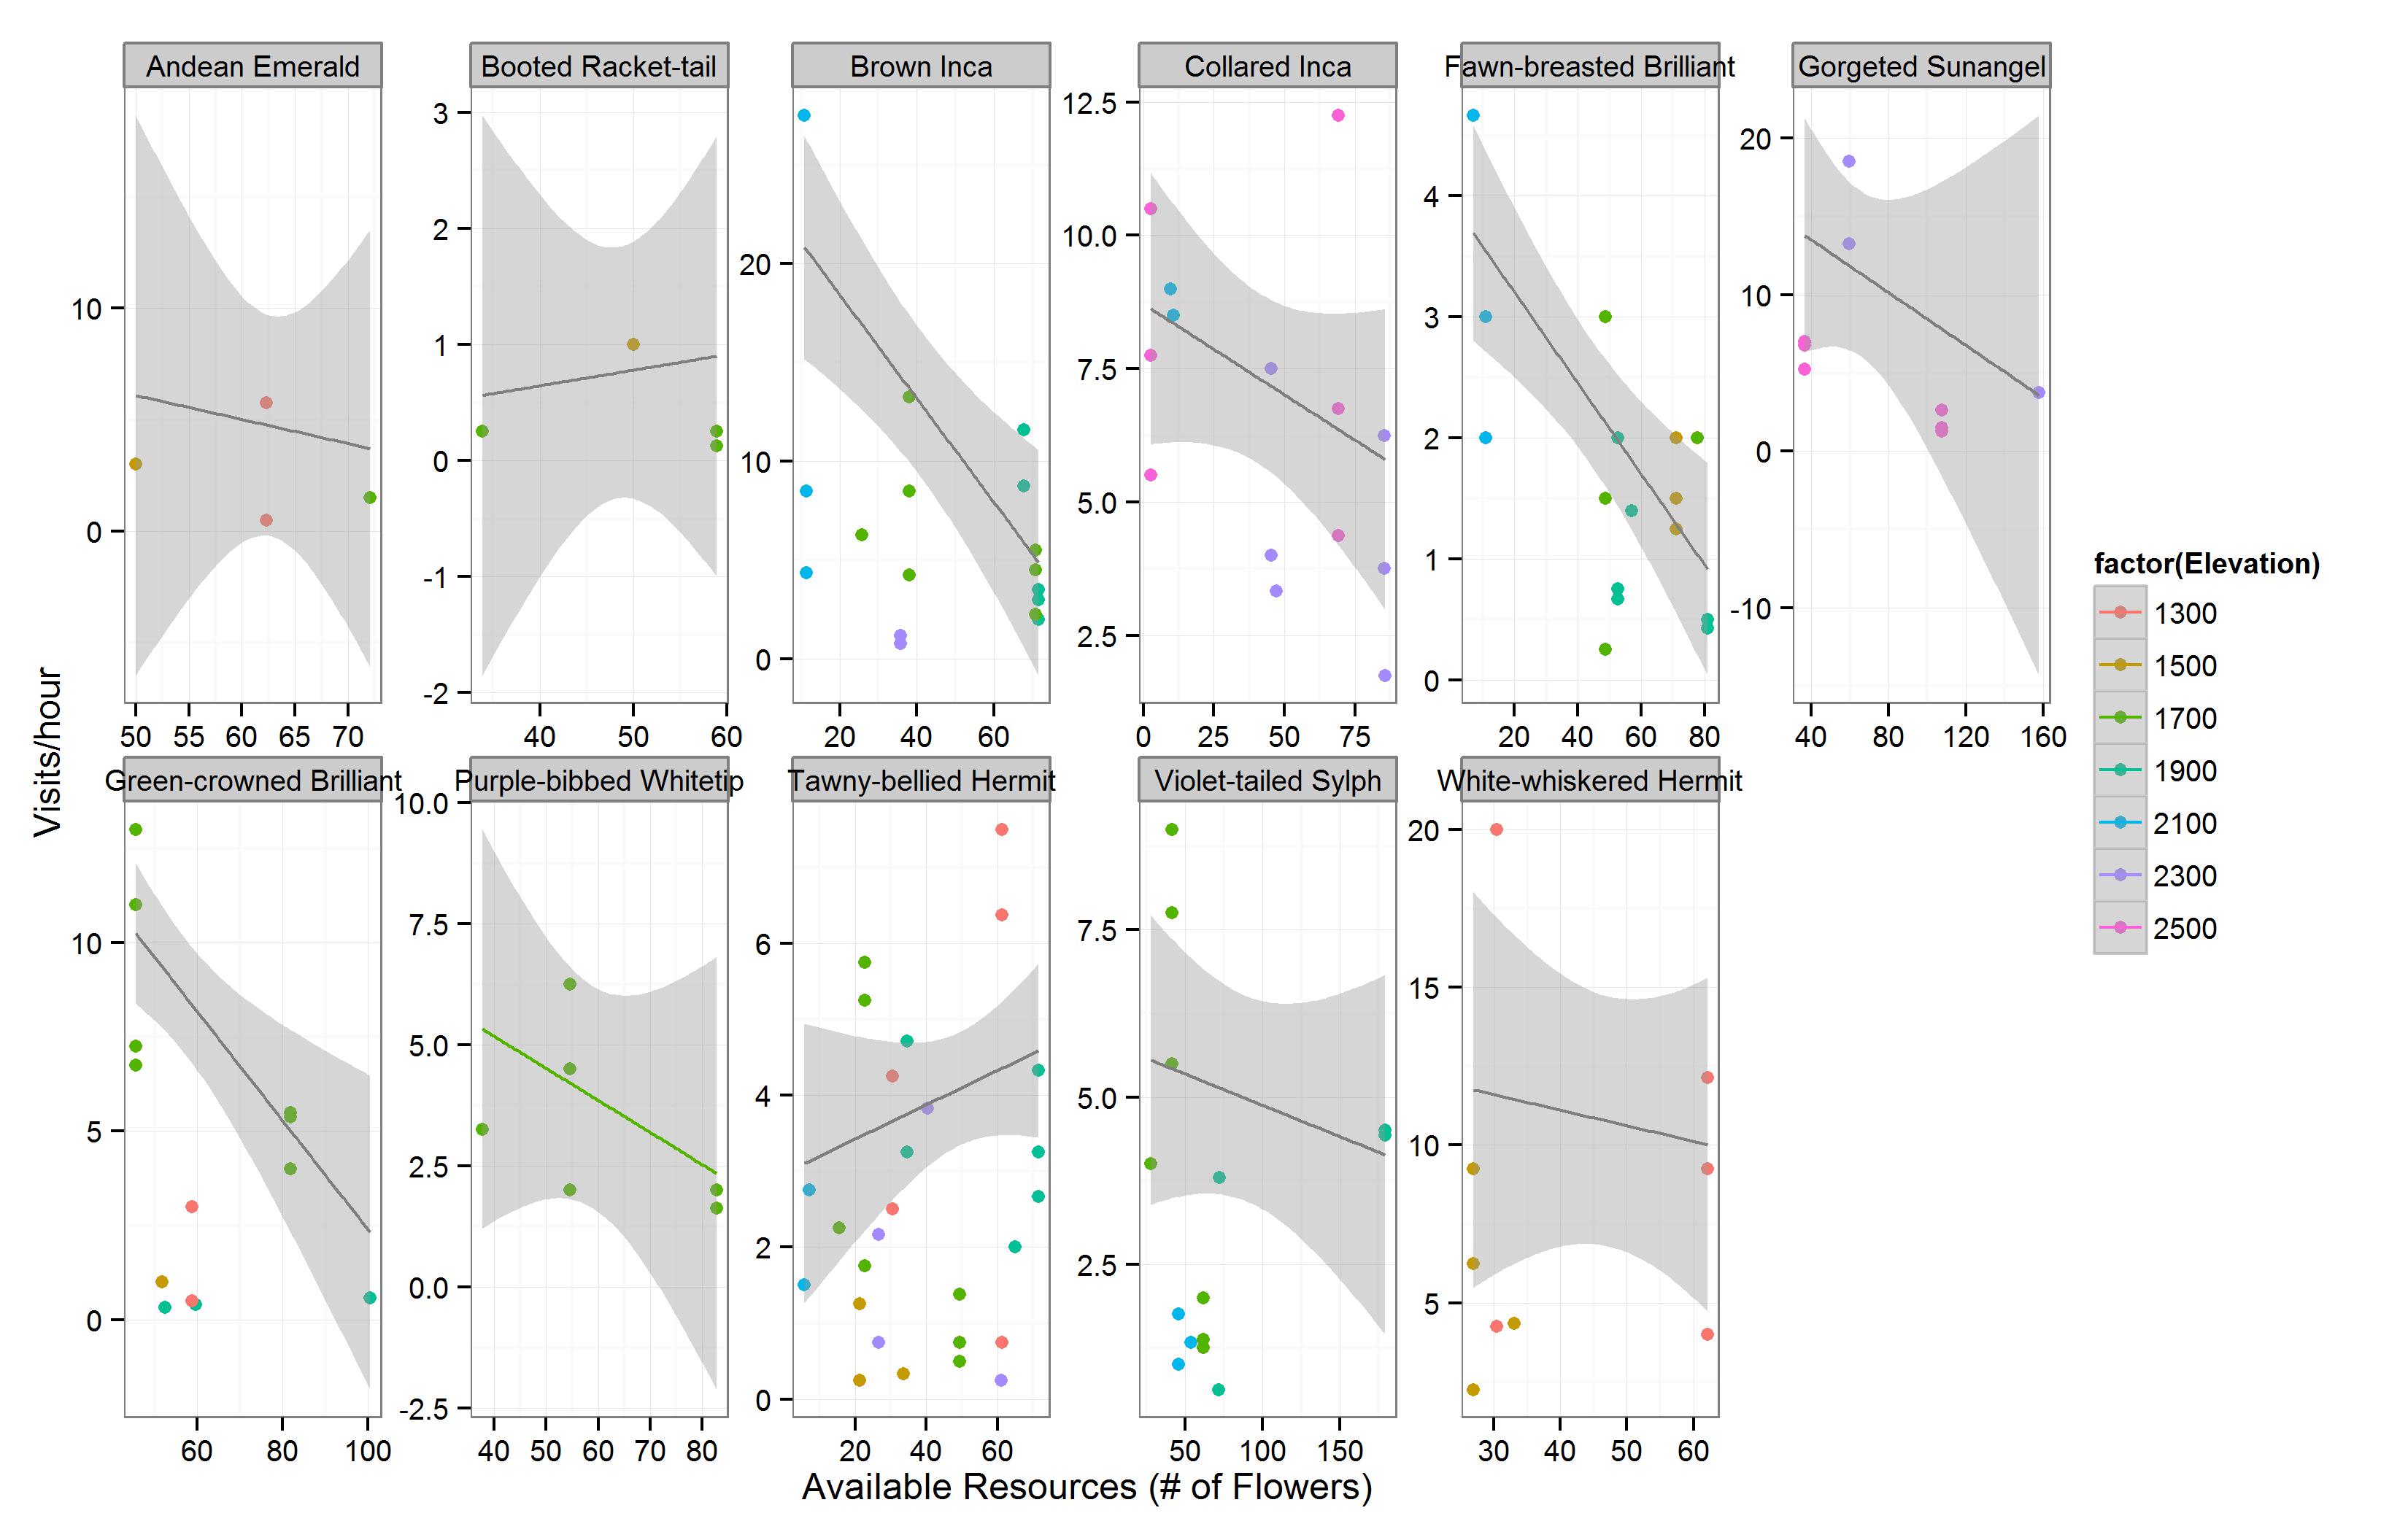 Andean Emerald
Booted Racket-tail
Brown Inca
Collared Inca
Fawn-breasted Brilliant
Gorgeted Sunangel
10
0
3
2
1
0
-1
-2
20
10
0
12.5
10.0
7.5
5.0
2.5
4
3
2
1
0
20
10
0
-10
50 55 60 65 70
40 50 60
20 40 60
0 25 50 75
20 40 60 80
40 80 120 160
Visits/hour
Green-crowned Brilliant
Purple-bibbed Whitetip
Tawny-bellied Hermit
Violet-tailed Sylph
White-whiskered Hermit
10
5
0
10.0
7.5
5.0
2.5
0.0
-2.5
6
4
2
0
7.5
5.0
2.5
20
15
10
5
60 80 100
40 50 60 70 80
20 40 60
50 100 150
30 40 50 60
Available Resources (# of Flowers)
factor(Elevation)
1300
1500
1700
1900
2100
2300
2500